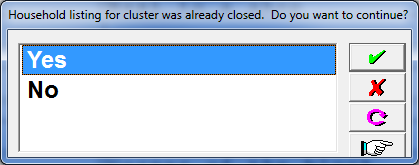 Household listing for cluster was already closed.  Do you want to continue?
Yes
No